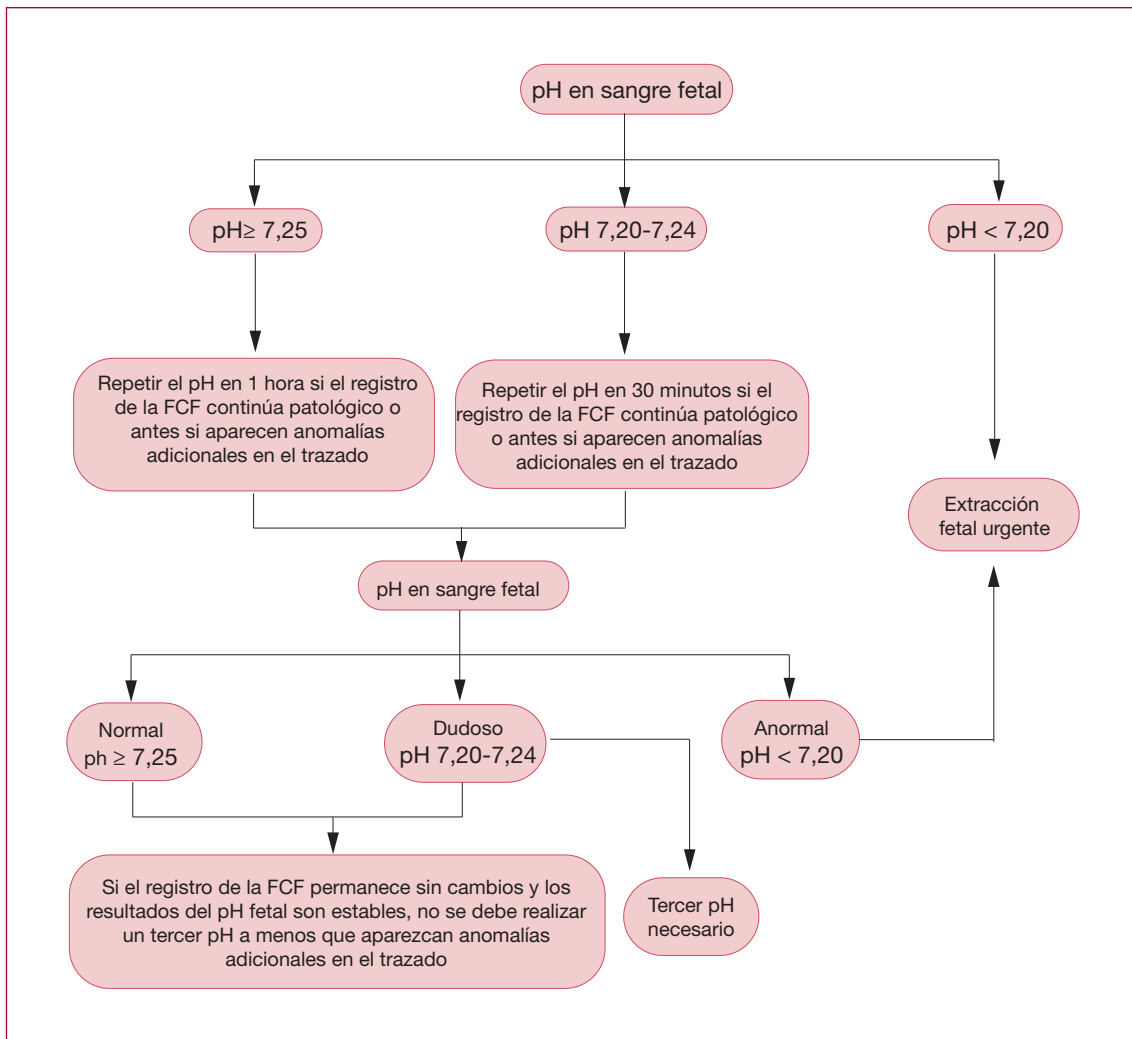 pH en sangre fetal
pH≥ 7,25
pH 7,20-7,24
pH < 7,20
Repetir el pH en 1 hora si el registro
de la FCF continúa patológico o
antes si aparecen anomalías
adicionales en el trazado
Repetir el pH en 30 minutos si el
registro de la FCF continúa patológico
o antes si aparecen anomalías
adicionales en el trazado
Extracción
fetal urgente
pH en sangre fetal
Normal
ph ≥ 7,25
Dudoso
pH 7,20-7,24
Anormal
pH < 7,20
Si el registro de la FCF permanece sin cambios y los
resultados del pH fetal son estables, no se debe realizar
un tercer pH a menos que aparezcan anomalías
adicionales en el trazado
Tercer pH
necesario